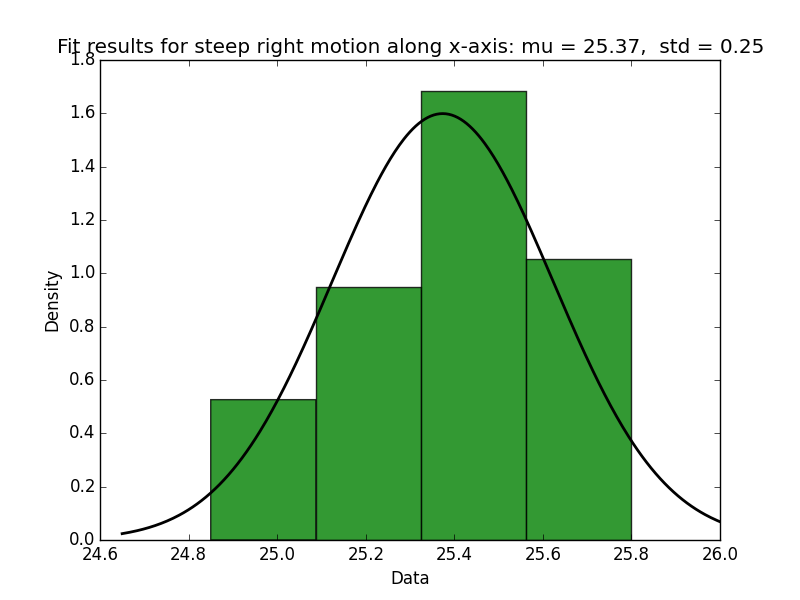 Fit results for steep right motion along x-axis: mu = 25.37,  std = 0.25
1.8
1.6
1.4
1.2
1.0
0.8
0.6
0.4
0.2
0.0
Density
24.6 24.8 25.0 25.2 25.4 25.6 25.8 26.0
Data